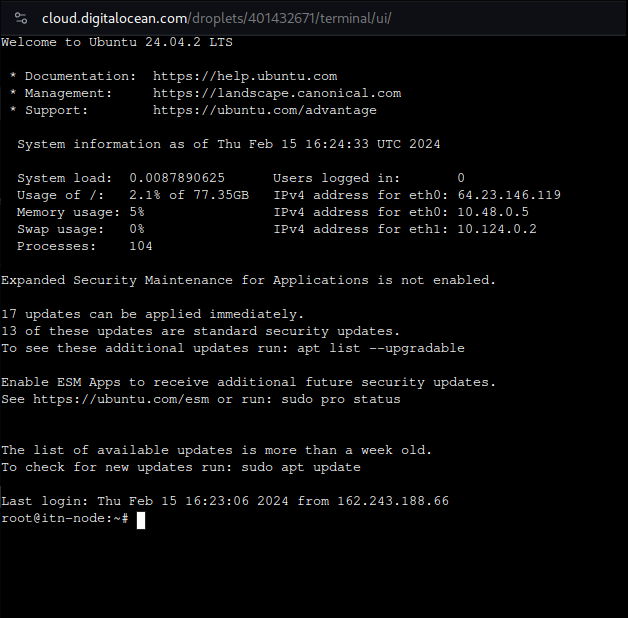 cloud.digitalocean.com/droplets/401432671/terminal/ui/
Welcome to Ubuntu 24.04.2 LTS
* Documentation: https://help.ubuntu.com
* Management: https://landscape.canonical.com
* Support: https://ubuntu.com/advantage
System information as of Thu Feb 15 16:24:33 UTC 2024
System load: 0.0087890625 Users logged in: 0
Usage of /: 2.1% of 77.35GB IPv4 address for eth0: 64.23.146.119
Memory usage: 5% IPv4 address for eth0: 10.48.0.5
Swap usage: 0% IPv4 address for eth1: 10.124.0.2
Processes: 104
Expanded Security Maintenance for Applications is not enabled.
17 updates can be applied immediately.
13 of these updates are standard security updates.
To see these additional updates run: apt list --upgradable
Enable ESM Apps to receive additional future security updates.
See https://ubuntu.com/esm or run: sudo pro status
The list of available updates is more than a week old.
To check for new updates run: sudo apt update
Last login: Thu Feb 15 16:23:06 2024 from 162.243.188.66
root@itn-node:~#